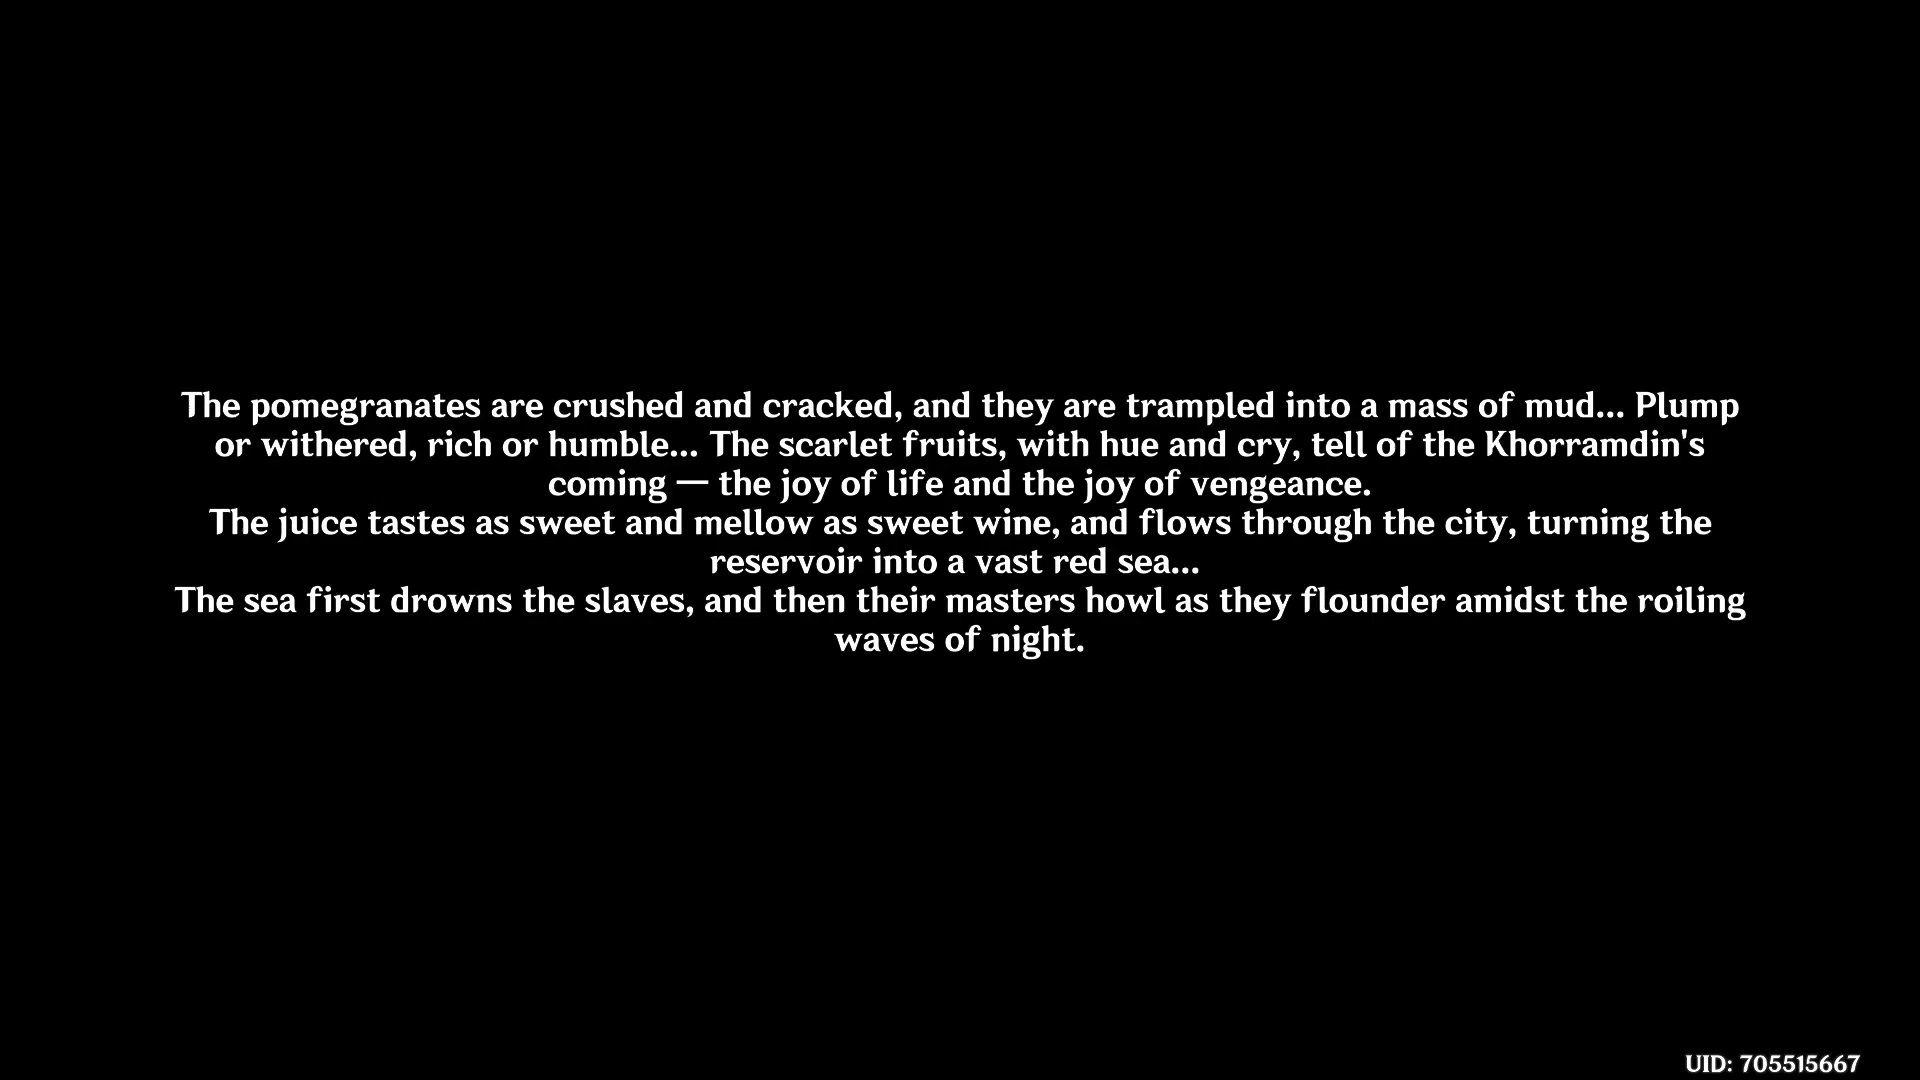 The pomegranates are crushed and cracked, and they are trampled into a mass of mud... Plump
or withered, rich or humble... The scarlet fruits, with hue and cry, tell of the Khorramdin's
coming — the joy of life and the joy of vengeance.
The juice tastes as sweet and mellow as sweet wine, and flows through the city, turning the
reservoir into a vast red sea...
The sea first drowns the slaves, and then their masters howl as they flounder amidst the roiling
waves of night.
UID: 705515667